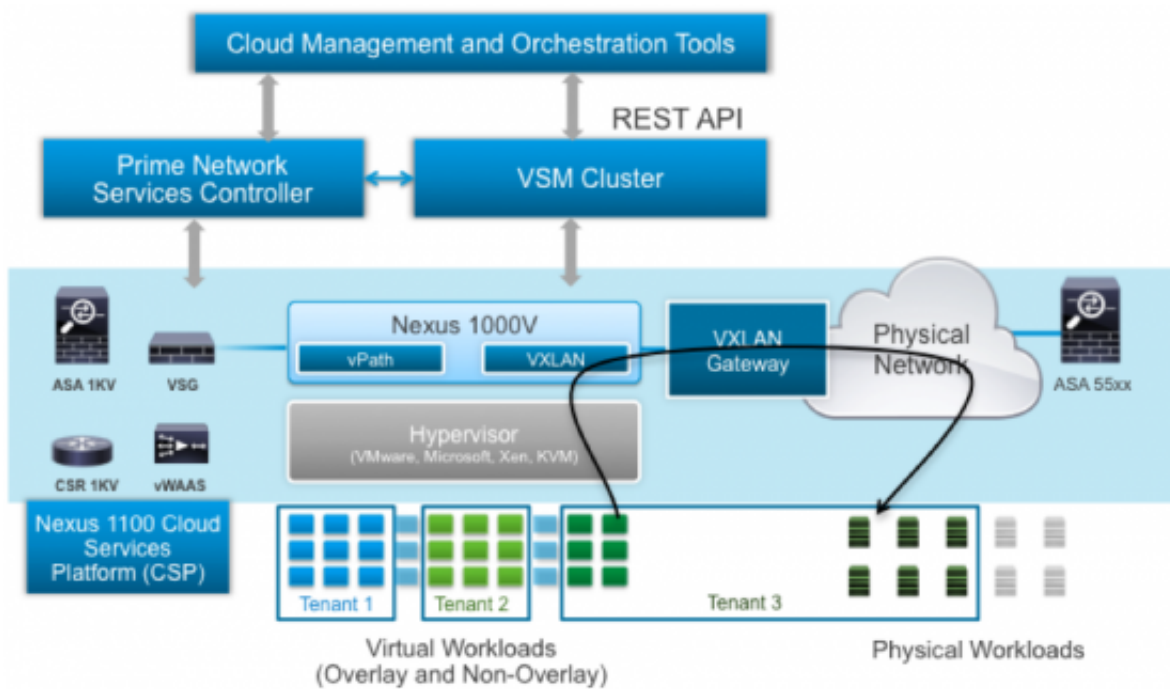 Cloud Management and Orchestration Tools
REST API
Prime Network
Services Controller
VSM Cluster
Nexus 1000V
vPath
VXLAN
VXLAN
Gateway
Physical
Network
ASA 1KV
VSG
ASA 55xx
Hypervisor
(VMware, Microsoft, Xen, KVM)
CSR 1KV
vWAAS
Nexus 1100 Cloud
Services
Platform (CSP)
Tenant 1
Tenant 2
Tenant 3
Virtual Workloads
(Overlay and Non-Overlay)
Physical Workloads